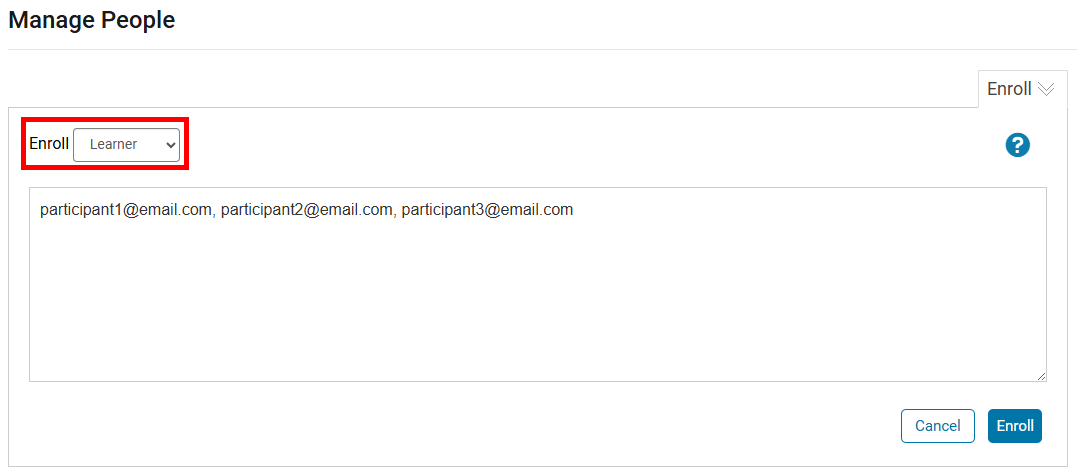 Manage People
Enroll
Enroll Learner
?
participant1@email.com, participant2@email.com, participant3@email.com
Cancel Enroll